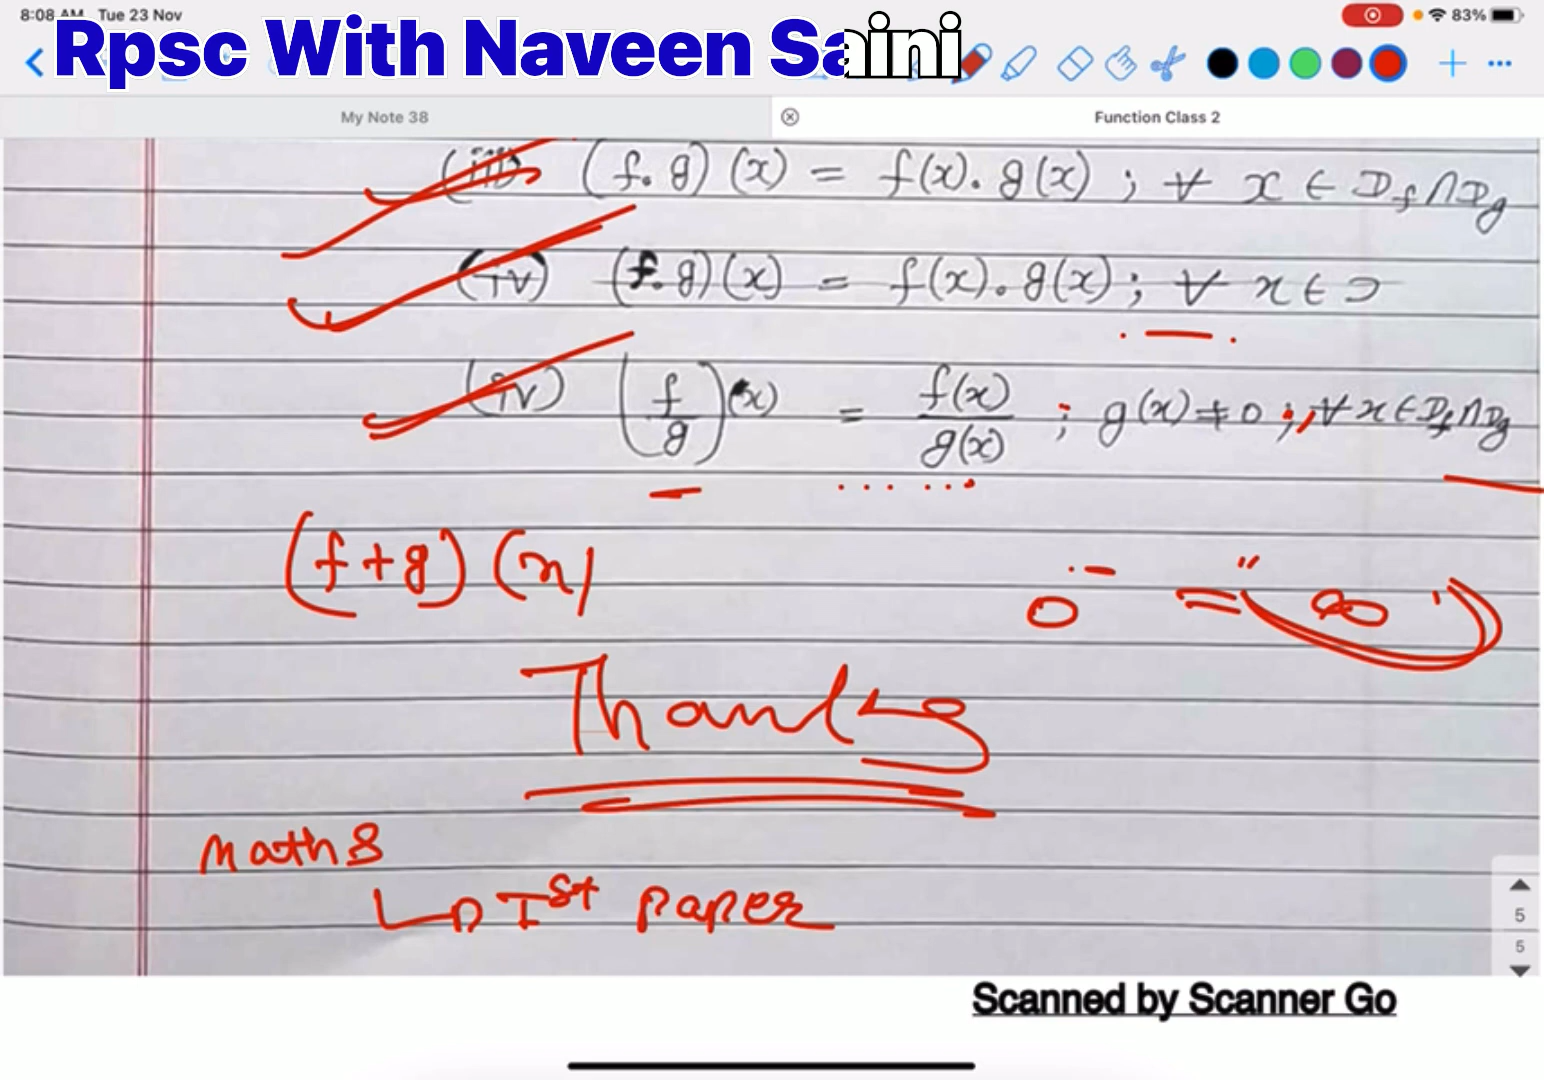 8:08 AM Tue 23 Nov 83%
Rpsc With Naveen Saini
My Note 38 Function Class 2
(iii) (f.g)(x) = f(x).g(x) ; ∀ x ∈ D_f ∩ D_g
(iv) (f.g)(x) = f(x).g(x) ; ∀ x ∈
(iv) (f/g)(x) = f(x)/g(x) ; g(x) ≠ 0 ; ∀ x ∈ D_f ∩ D_g
(f+g)(x)
0 = "∞"
Thanks
Maths
Ist paper
5
5
Scanned by Scanner Go